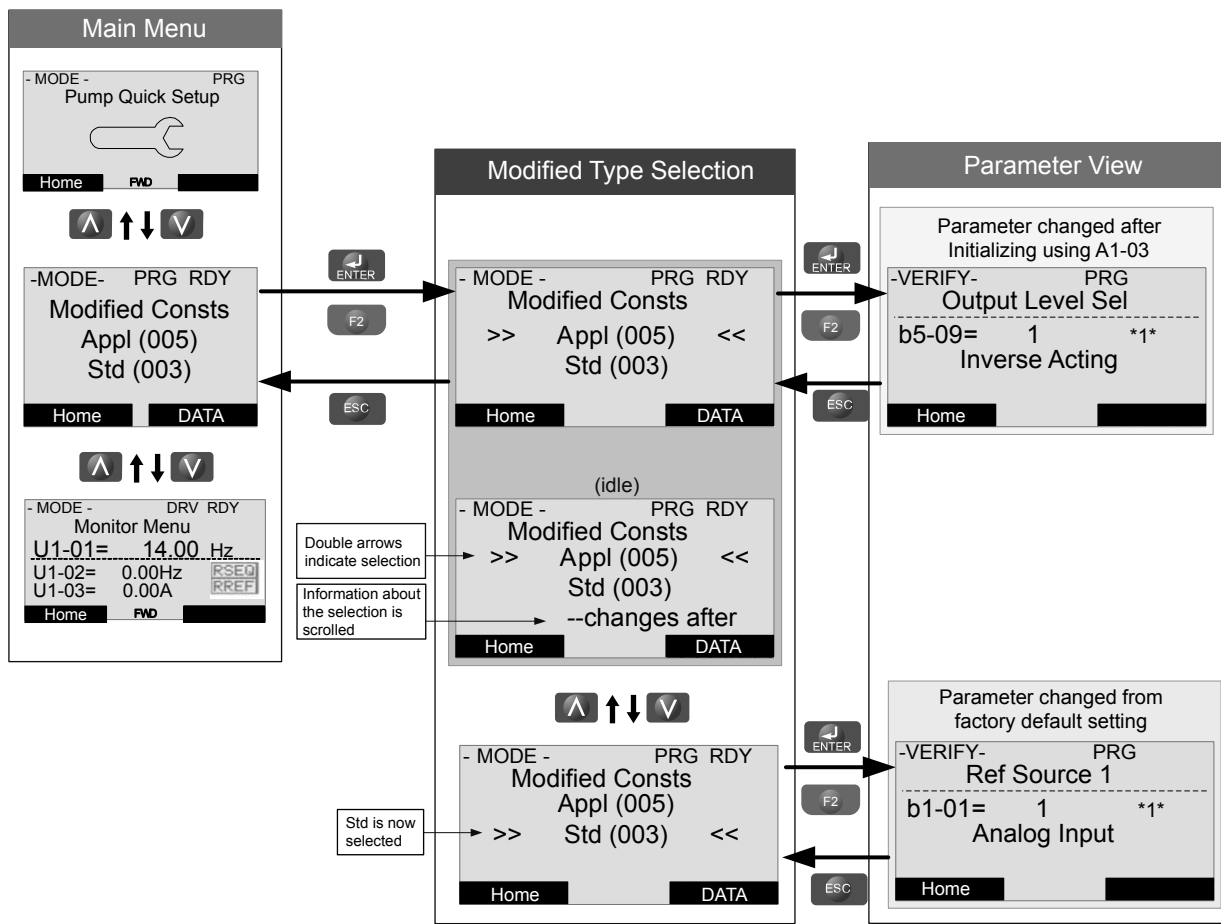 Main Menu
- MODE - PRG
Pump Quick Setup
Home FWD
-MODE- PRG RDY
Modified Consts
Appl (005)
Std (003)
Home DATA
- MODE - DRV RDY
Monitor Menu
U1-01= 14.00 Hz
U1-02= 0.00Hz RSEQ
U1-03= 0.00A RREF
Home FWD
ENTER
F2
ESC
Modified Type Selection
- MODE - PRG RDY
Modified Consts
>> Appl (005) <<
Std (003)
Home DATA
(idle)
- MODE - PRG RDY
Modified Consts
>> Appl (005) <<
Std (003)
--changes after
Home DATA
Double arrows
indicate selection
Information about
the selection is
scrolled
- MODE - PRG RDY
Modified Consts
Appl (005)
>> Std (003) <<
Home DATA
Std is now
selected
ENTER
F2
ESC
Parameter View
Parameter changed after
Initializing using A1-03
-VERIFY- PRG
Output Level Sel
b5-09= 1 *1*
Inverse Acting
Home
ENTER
F2
ESC
Parameter changed from
factory default setting
-VERIFY- PRG
Ref Source 1
b1-01= 1 *1*
Analog Input
Home